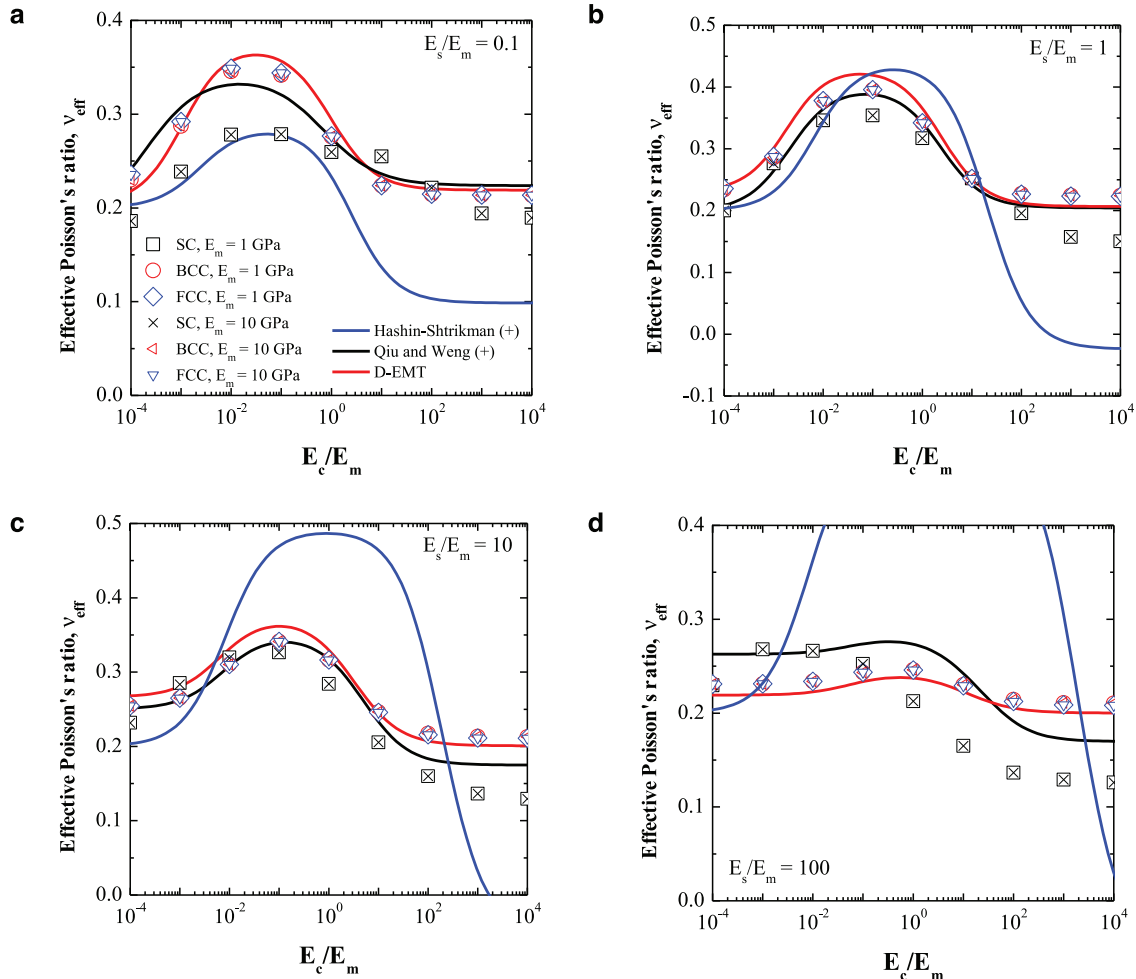 a
E_s/E_m = 0.1
Effective Poisson's ratio, ν_eff
0.4
0.3
0.2
0.1
0.0
SC, E_m = 1 GPa
BCC, E_m = 1 GPa
FCC, E_m = 1 GPa
SC, E_m = 10 GPa
BCC, E_m = 10 GPa
FCC, E_m = 10 GPa
Hashin-Shtrikman (+)
Qiu and Weng (+)
D-EMT
10^-4 10^-2 10^0 10^2 10^4
E_c/E_m
b
E_s/E_m = 1
Effective Poisson's ratio, ν_eff
0.5
0.4
0.3
0.2
0.1
0.0
-0.1
10^-4 10^-2 10^0 10^2 10^4
E_c/E_m
c
E_s/E_m = 10
Effective Poisson's ratio, ν_eff
0.5
0.4
0.3
0.2
0.1
0.0
10^-4 10^-2 10^0 10^2 10^4
E_c/E_m
d
Effective Poisson's ratio, ν_eff
0.4
0.3
0.2
0.1
0.0
E_s/E_m = 100
10^-4 10^-2 10^0 10^2 10^4
E_c/E_m